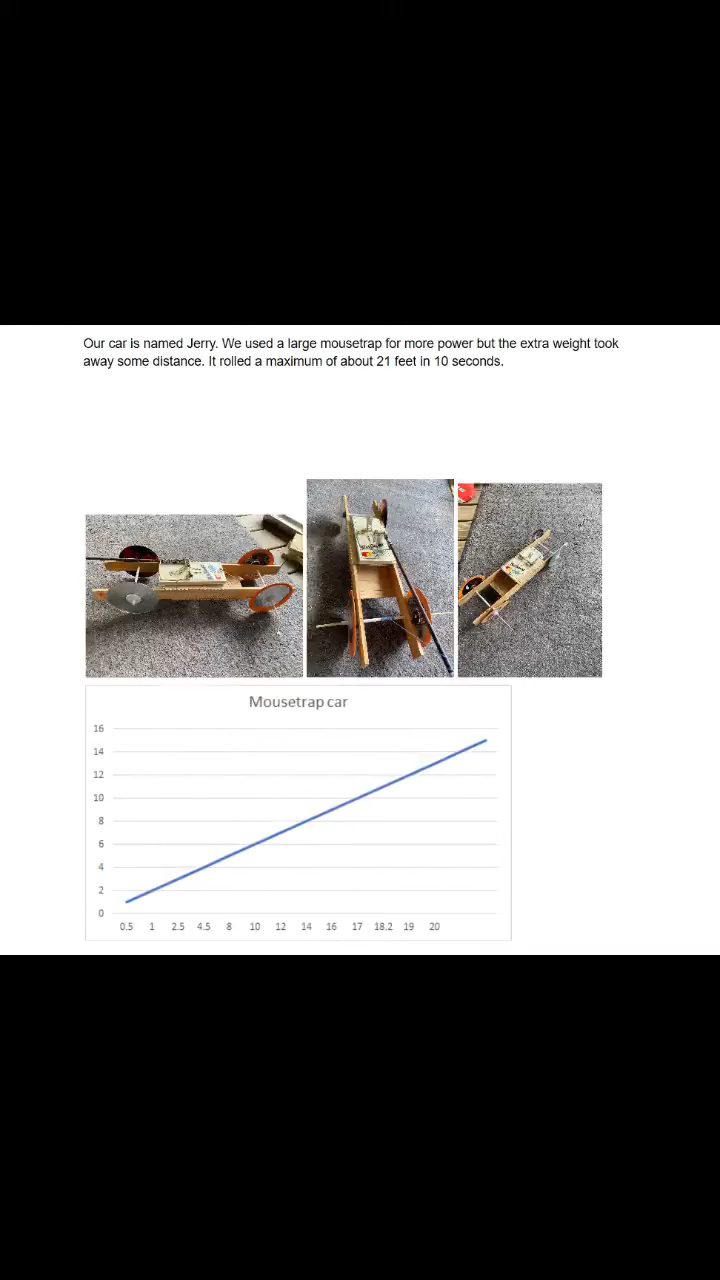 Our car is named Jerry. We used a large mousetrap for more power but the extra weight took
away some distance. It rolled a maximum of about 21 feet in 10 seconds.
Mousetrap car
16
14
12
10
8
6
4
2
0
0.5 1 2.5 4.5 8 10 12 14 16 17 18.2 19 20